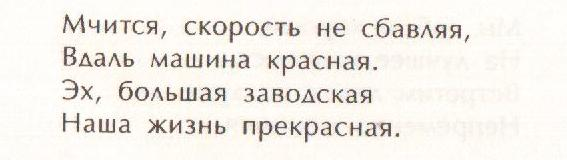 Мчится, скорость не сбавляя,
Вдаль машина красная.
Эх, большая заводская
Наша жизнь прекрасная.